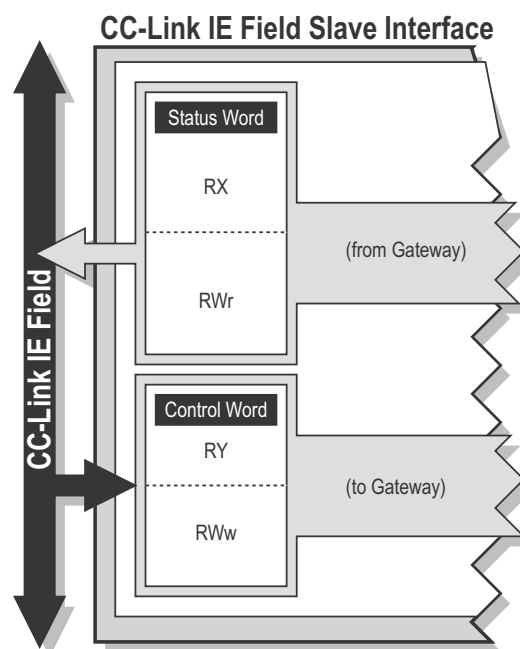 CC-Link IE Field Slave Interface
Status Word
RX
(from Gateway)
RWr
CC-Link IE Field
Control Word
RY
(to Gateway)
RWw